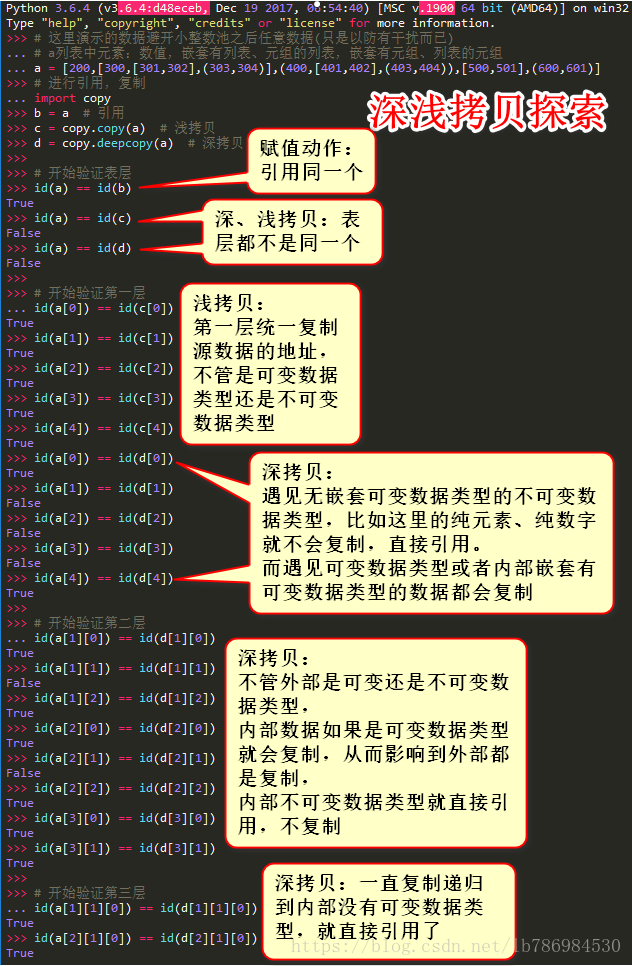 Python 3.6.4 (v3.6.4:d48eceb, Dec 19 2017, 06:54:40) [MSC v.1900 64 bit (AMD64)] on win32
Type "help", "copyright", "credits" or "license" for more information.
>>> # 这里演示的数据避开小整数池之后任意数据(只是以防有干扰而已)
... # a列表中元素：数值，嵌套有列表、元组的列表，嵌套有元组、列表的元组
... a = [200,[300,[301,302],(303,304)],(400,[401,402],(403,404)),[500,501],(600,601)]
>>> # 进行引用，复制
... import copy
>>> b = a  # 引用
>>> c = copy.copy(a)  # 浅拷贝
>>> d = copy.deepcopy(a)  # 深拷贝
深浅拷贝探索
>>>
>>> # 开始验证表层
>>> id(a) == id(b)
True
>>> id(a) == id(c)
False
>>> id(a) == id(d)
False
赋值动作：
引用同一个
深、浅拷贝：表
层都不是同一个
>>>
>>> # 开始验证第一层
... id(a[0]) == id(c[0])
True
>>> id(a[1]) == id(c[1])
True
>>> id(a[2]) == id(c[2])
True
>>> id(a[3]) == id(c[3])
True
>>> id(a[4]) == id(c[4])
True
浅拷贝：
第一层统一复制
源数据的地址，
不管是可变数据
类型还是不可变
数据类型
>>> id(a[0]) == id(d[0])
True
>>> id(a[1]) == id(d[1])
False
>>> id(a[2]) == id(d[2])
False
>>> id(a[3]) == id(d[3])
False
>>> id(a[4]) == id(d[4])
True
深拷贝：
遇见无嵌套可变数据类型的不可变数
据类型，比如这里的纯元素、纯数字
就不会复制，直接引用。
而遇见可变数据类型或者内部嵌套有
可变数据类型的数据都会复制
>>>
>>> # 开始验证第二层
... id(a[1][0]) == id(d[1][0])
True
>>> id(a[1][1]) == id(d[1][1])
False
>>> id(a[1][2]) == id(d[1][2])
True
>>> id(a[2][0]) == id(d[2][0])
True
>>> id(a[2][1]) == id(d[2][1])
False
>>> id(a[2][2]) == id(d[2][2])
True
>>> id(a[3][0]) == id(d[3][0])
True
>>> id(a[3][1]) == id(d[3][1])
True
深拷贝：
不管外部是可变还是不可变数
据类型，
内部数据如果是可变数据类型
就会复制，从而影响到外部都
是复制，
内部不可变数据类型就直接引
用，不复制
>>>
>>> # 开始验证第三层
... id(a[1][1][0]) == id(d[1][1][0])
True
>>> id(a[2][1][0]) == id(d[2][1][0])
True
深拷贝：一直复制递归
到内部没有可变数据类
型，就直接引用了
https://blog.csdn.net/lb786984530